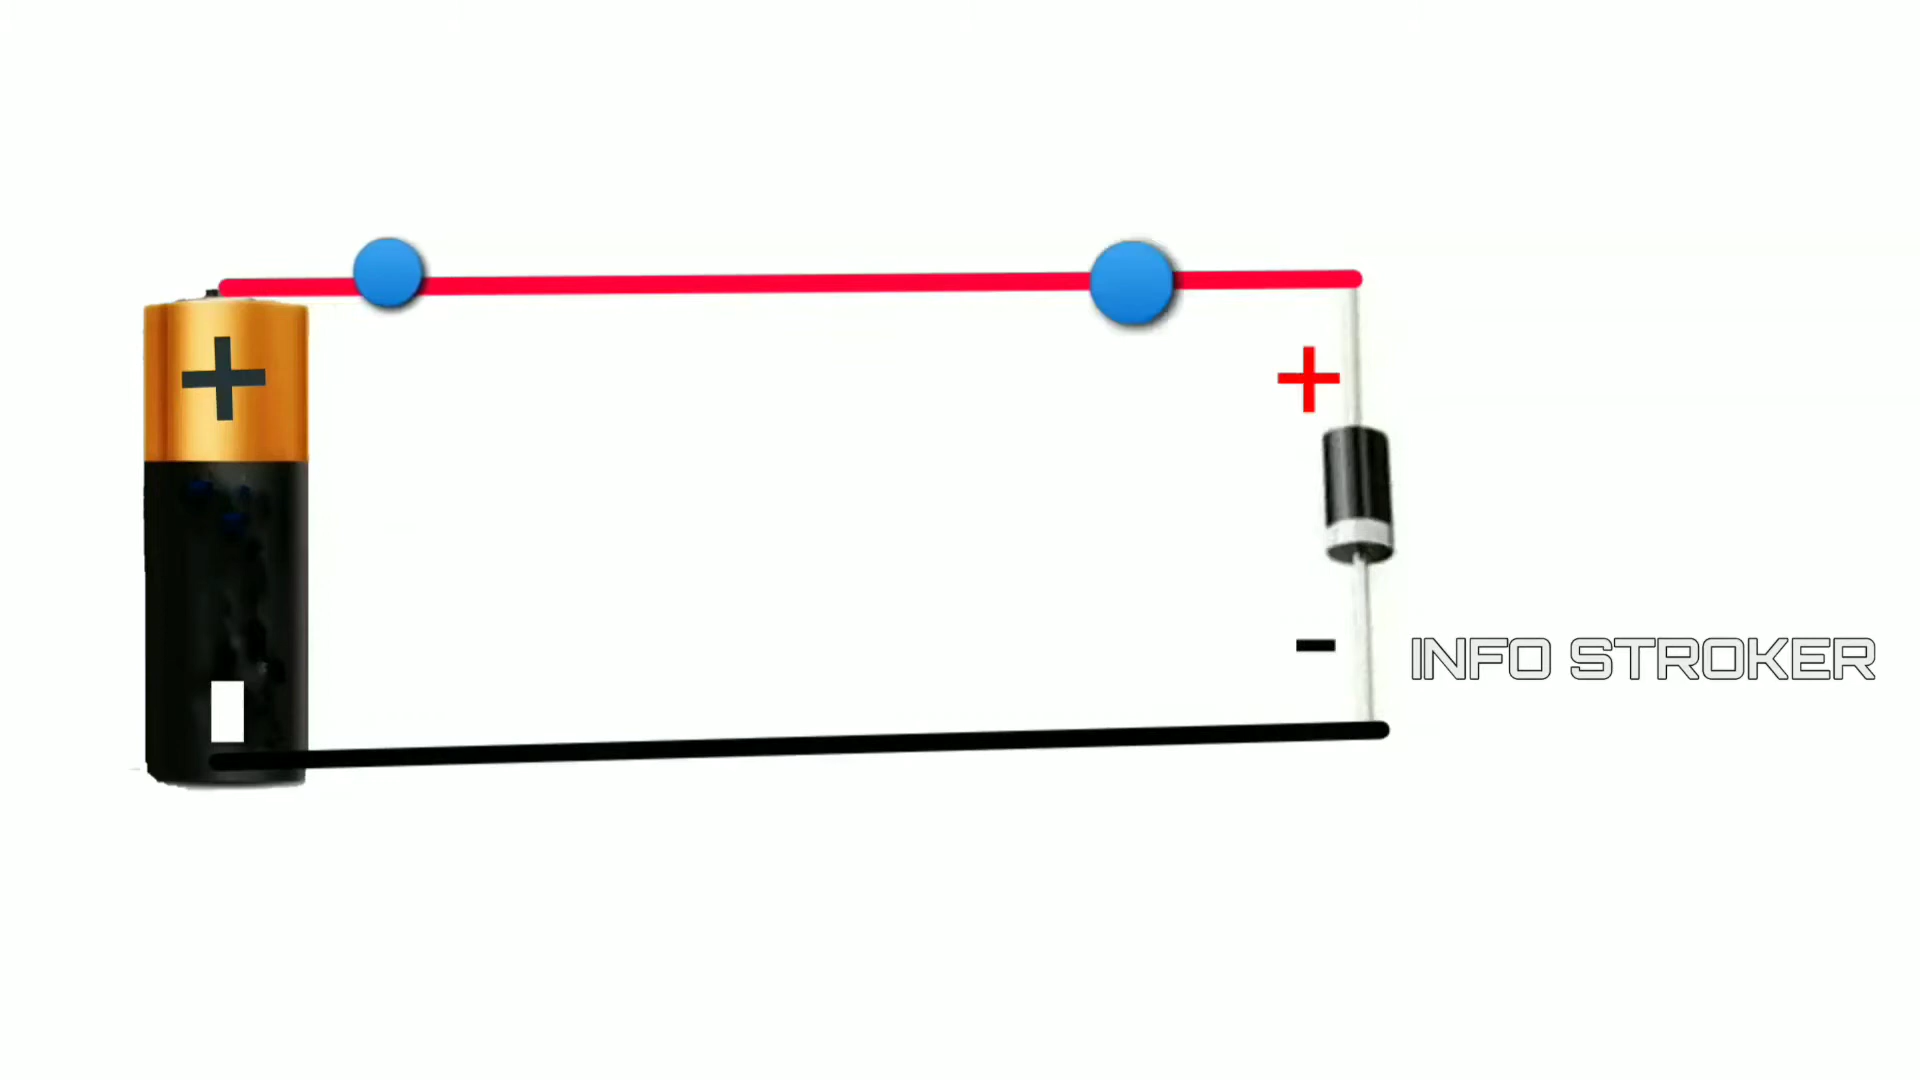 +
+
-
INFO STROKER